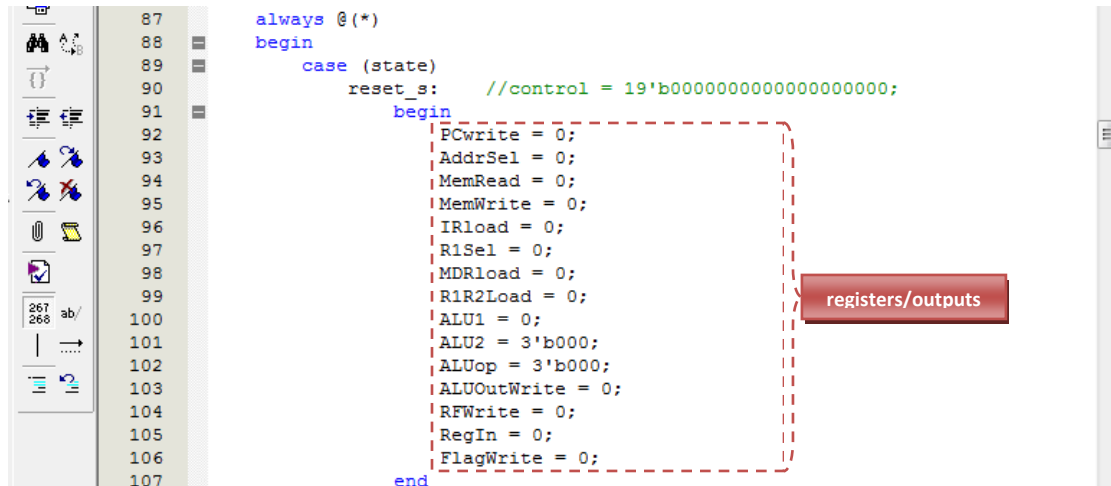 87 always @(*)
88 begin
89 case (state)
90 reset_s: //control = 19'b0000000000000000000;
91 begin
92 PCwrite = 0;
93 AddrSel = 0;
94 MemRead = 0;
95 MemWrite = 0;
96 IRload = 0;
97 R1Sel = 0;
98 MDRload = 0;
99 R1R2Load = 0;
100 ALU1 = 0;
101 ALU2 = 3'b000;
102 ALUop = 3'b000;
103 ALUOutWrite = 0;
104 RFWrite = 0;
105 RegIn = 0;
106 FlagWrite = 0;
107 end
registers/outputs
267
268 ab/